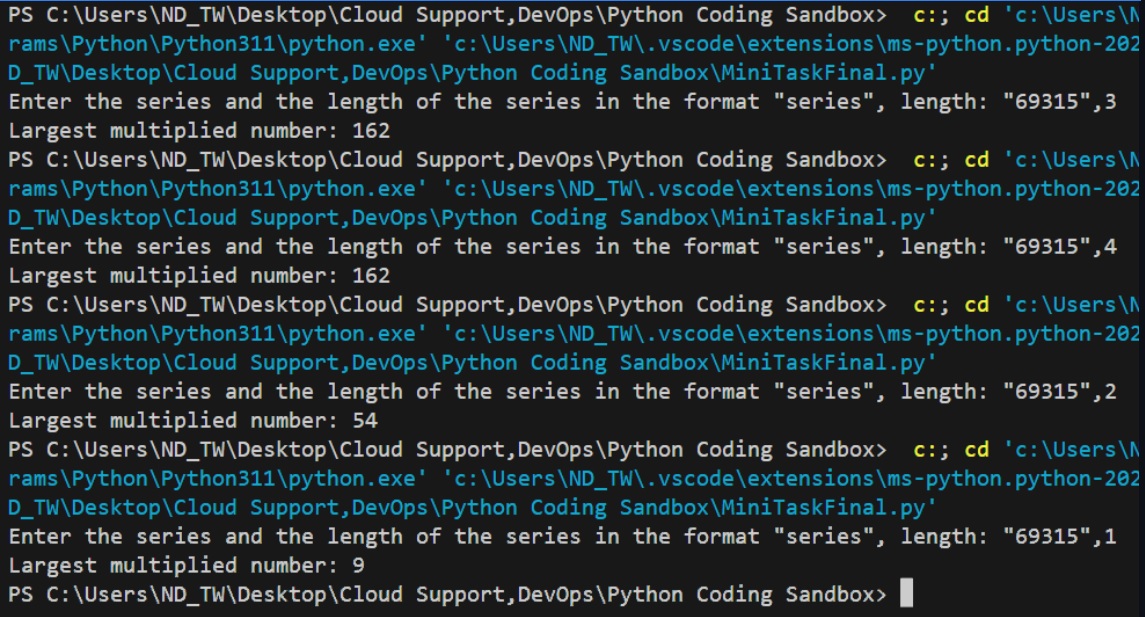 PS C:\Users\ND_TW\Desktop\Cloud Support,DevOps\Python Coding Sandbox>  c:; cd 'c:\Users\N
rams\Python\Python311\python.exe' 'c:\Users\ND_TW\.vscode\extensions\ms-python.python-202
D_TW\Desktop\Cloud Support,DevOps\Python Coding Sandbox\MiniTaskFinal.py'
Enter the series and the length of the series in the format "series", length: "69315",3
Largest multiplied number: 162
PS C:\Users\ND_TW\Desktop\Cloud Support,DevOps\Python Coding Sandbox>  c:; cd 'c:\Users\N
rams\Python\Python311\python.exe' 'c:\Users\ND_TW\.vscode\extensions\ms-python.python-202
D_TW\Desktop\Cloud Support,DevOps\Python Coding Sandbox\MiniTaskFinal.py'
Enter the series and the length of the series in the format "series", length: "69315",4
Largest multiplied number: 162
PS C:\Users\ND_TW\Desktop\Cloud Support,DevOps\Python Coding Sandbox>  c:; cd 'c:\Users\N
rams\Python\Python311\python.exe' 'c:\Users\ND_TW\.vscode\extensions\ms-python.python-202
D_TW\Desktop\Cloud Support,DevOps\Python Coding Sandbox\MiniTaskFinal.py'
Enter the series and the length of the series in the format "series", length: "69315",2
Largest multiplied number: 54
PS C:\Users\ND_TW\Desktop\Cloud Support,DevOps\Python Coding Sandbox>  c:; cd 'c:\Users\N
rams\Python\Python311\python.exe' 'c:\Users\ND_TW\.vscode\extensions\ms-python.python-202
D_TW\Desktop\Cloud Support,DevOps\Python Coding Sandbox\MiniTaskFinal.py'
Enter the series and the length of the series in the format "series", length: "69315",1
Largest multiplied number: 9
PS C:\Users\ND_TW\Desktop\Cloud Support,DevOps\Python Coding Sandbox>